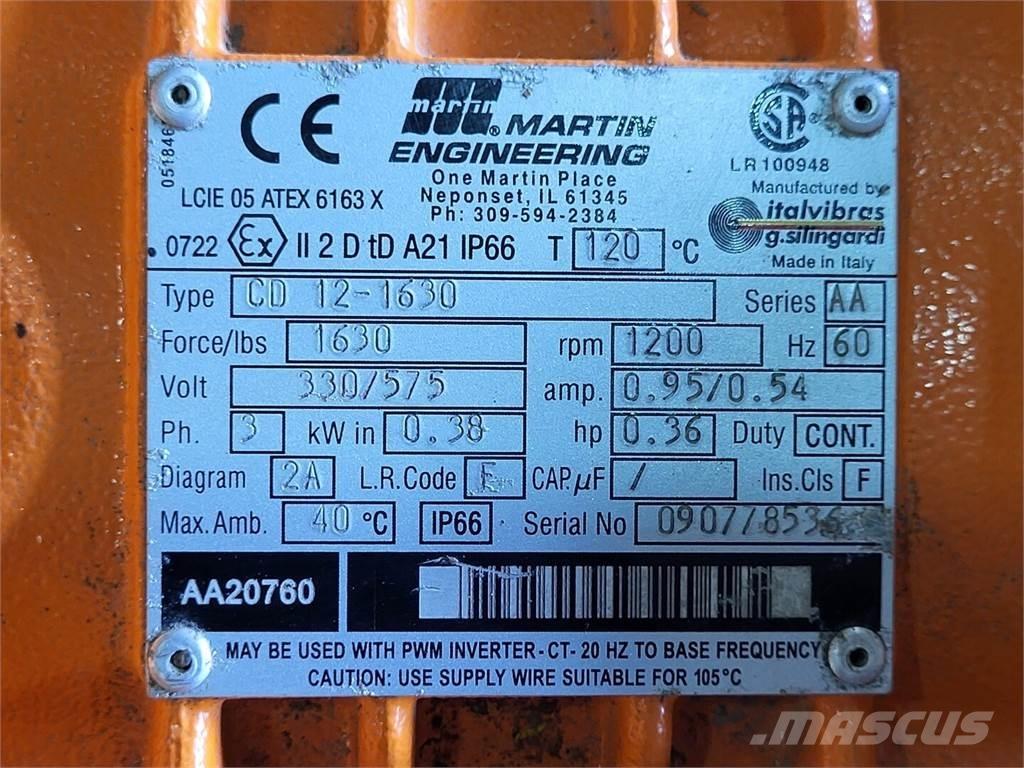 051846
CE
martin
® MARTIN
ENGINEERING
One Martin Place
Neponset, IL 61345
Ph: 309-594-2384
SA
LR 100948
Manufactured by
italvibras
g.silingardi
Made in Italy
LCIE 05 ATEX 6163 X
0722 Ex II 2 D tD A21 IP66 T 120 °C
Type CD 12-1630 Series AA
Force/lbs 1630 rpm 1200 Hz 60
Volt 330/575 amp. 0.95/0.54
Ph. 3 kW in 0.38 hp 0.36 Duty CONT.
Diagram 2A L.R.Code E CAP.µF / Ins.Cls F
Max.Amb. 40 °C IP66 Serial No
AA20760
MAY BE USED WITH PWM INVERTER -CT- 20 HZ TO BASE FREQUENCY
CAUTION: USE SUPPLY WIRE SUITABLE FOR 105°C
MASCUS